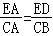 EA/CA = ED/CB